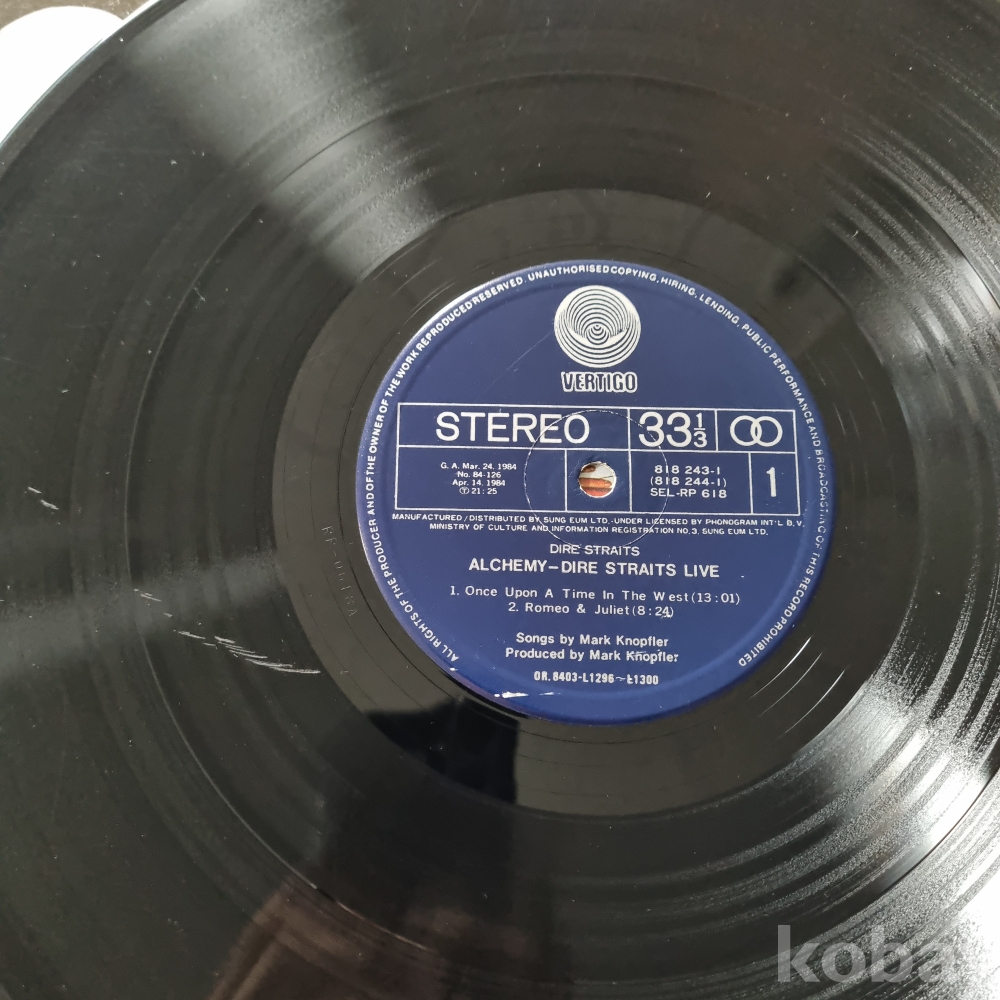 ALL RIGHTS OF THE PRODUCER AND OF THE OWNER OF THE WORK REPRODUCED RESERVED. UNAUTHORISED COPYING, HIRING, LENDING, PUBLIC PERFORMANCE AND BROADCASTING OF THIS RECORD PROHIBITED
VERTIGO
STEREO
33 1/3
G. A. Mar. 24. 1984
No. 84-126
Apr. 14. 1984
Ⓣ 21:25
818 243-1
(818 244-1)
SEL-RP 618
1
MANUFACTURED/DISTRIBUTED BY SUNG EUM LTD.-UNDER LICENSED BY PHONOGRAM INT'L B.V.
MINISTRY OF CULTURE AND INFORMATION REGISTRATION NO.3. SUNG EUM LTD.
DIRE STRAITS
ALCHEMY-DIRE STRAITS LIVE
1. Once Upon A Time In The West(13:01)
2. Romeo & Juliet(8:24)
Songs by Mark Knopfler
Produced by Mark Knopfler
OR.8403-L1296~L1300
koba